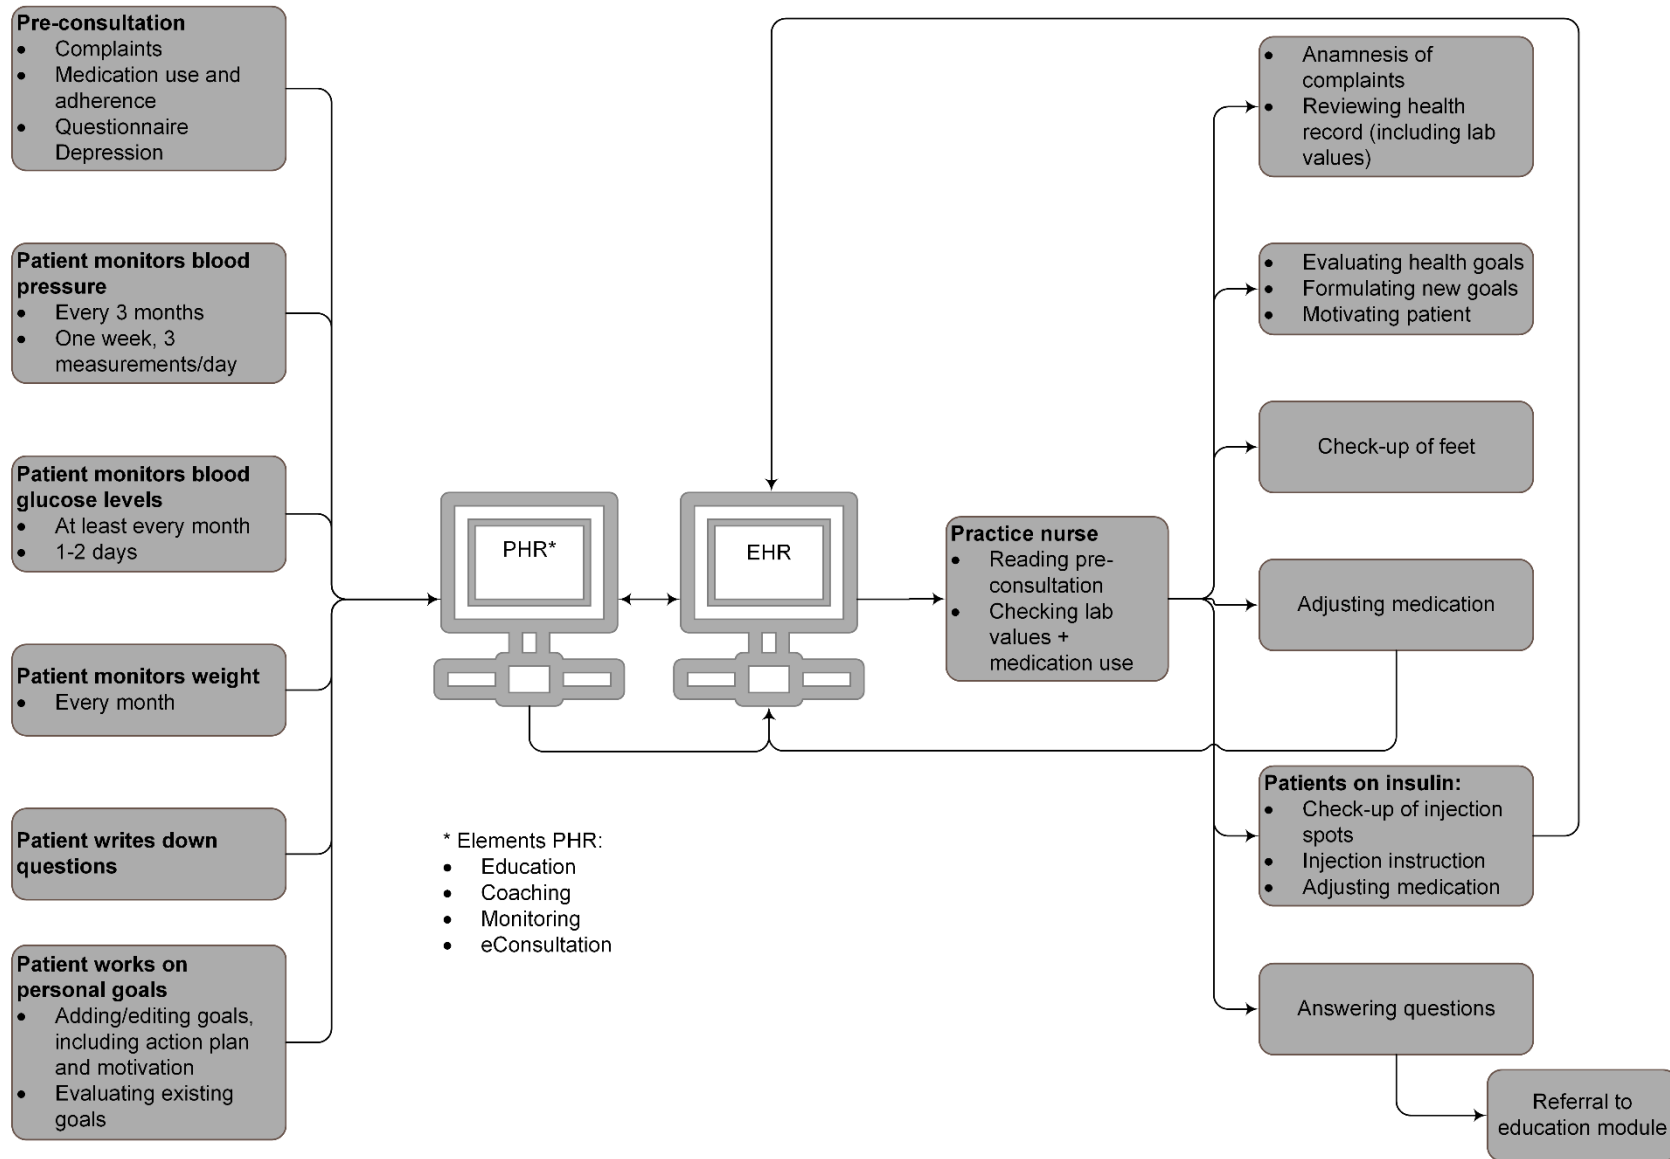 Pre-consultation
• Complaints
• Medication use and
adherence
• Questionnaire
Depression
Patient monitors blood
pressure
• Every 3 months
• One week, 3
measurements/day
Patient monitors blood
glucose levels
• At least every month
• 1-2 days
Patient monitors weight
• Every month
Patient writes down
questions
Patient works on
personal goals
• Adding/editing goals,
including action plan
and motivation
• Evaluating existing
goals
PHR*
EHR
* Elements PHR:
• Education
• Coaching
• Monitoring
• eConsultation
Practice nurse
• Reading pre-
consultation
• Checking lab
values +
medication use
• Anamnesis of
complaints
• Reviewing health
record (including lab
values)
• Evaluating health goals
• Formulating new goals
• Motivating patient
Check-up of feet
Adjusting medication
Patients on insulin:
• Check-up of injection
spots
• Injection instruction
• Adjusting medication
Answering questions
Referral to
education module